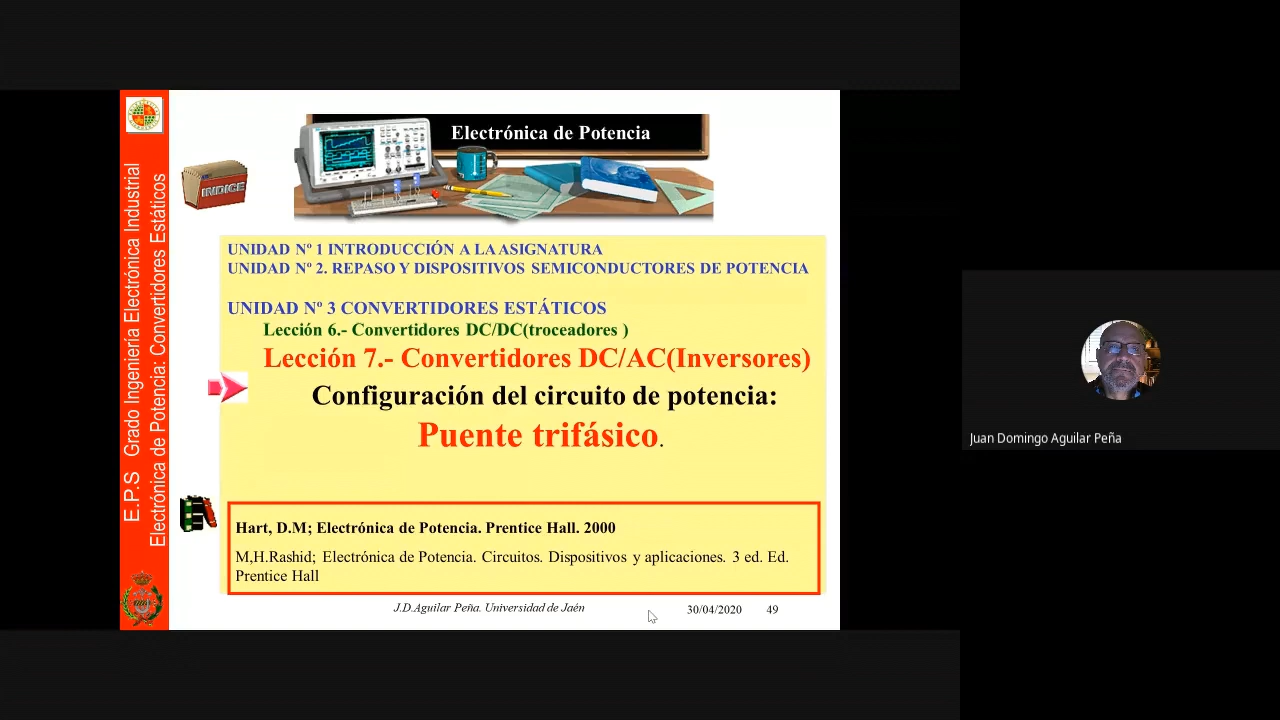 Electrónica de Potencia
INDICE
E.P.S Grado Ingeniería Electrónica Industrial
Electrónica de Potencia: Convertidores Estáticos
UNIDAD Nº 1 INTRODUCCIÓN A LA ASIGNATURA
UNIDAD Nº 2. REPASO Y DISPOSITIVOS SEMICONDUCTORES DE POTENCIA
UNIDAD Nº 3 CONVERTIDORES ESTÁTICOS
Lección 6.- Convertidores DC/DC(troceadores )
Lección 7.- Convertidores DC/AC(Inversores)
Configuración del circuito de potencia:
Puente trifásico.
Hart, D.M; Electrónica de Potencia. Prentice Hall. 2000
M,H.Rashid; Electrónica de Potencia. Circuitos. Dispositivos y aplicaciones. 3 ed. Ed.
Prentice Hall
J.D.Aguilar Peña. Universidad de Jaén 30/04/2020 49
Juan Domingo Aguilar Peña